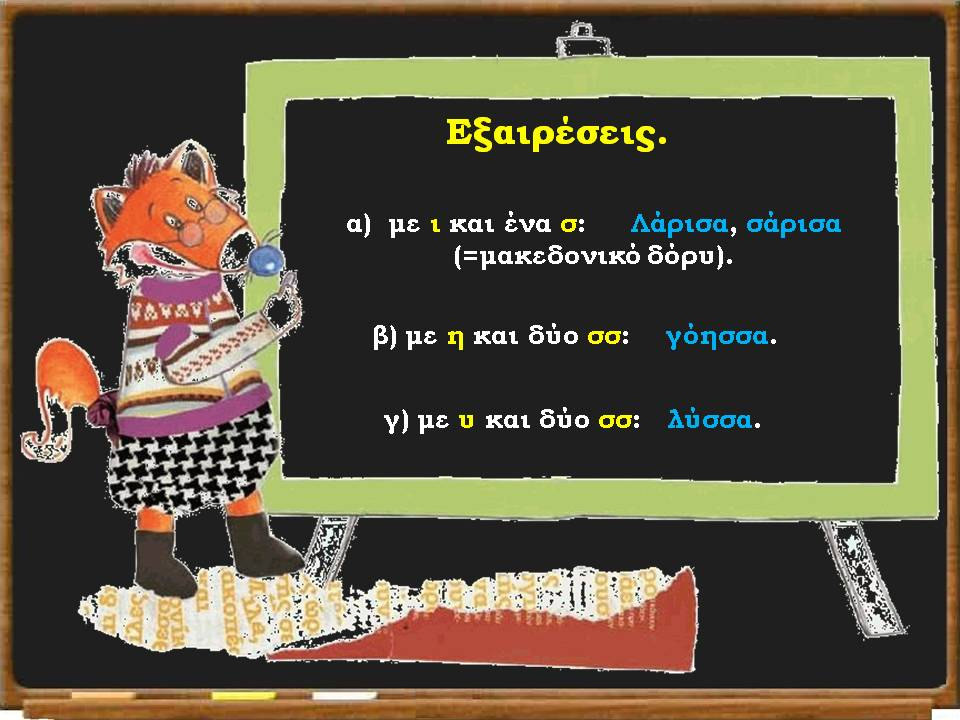 Εξαιρέσεις.
α) με ι και ένα σ: Λάρισα, σάρισα
(=μακεδονικό δόρυ).
β) με η και δύο σσ: γόησσα.
γ) με υ και δύο σσ: λύσσα.